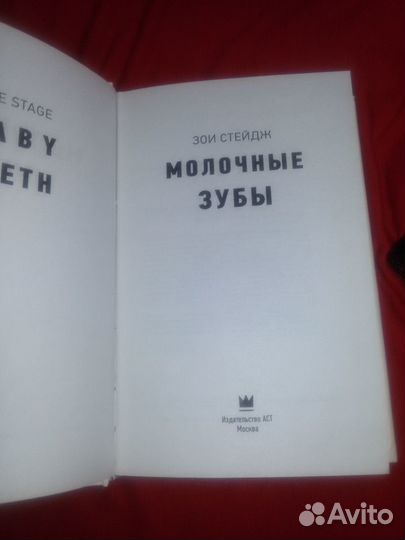 E STAGE
ABY
ETH
ЗОИ СТЕЙДЖ
МОЛОЧНЫЕ
ЗУБЫ
Издательство АСТ
Москва
Avito